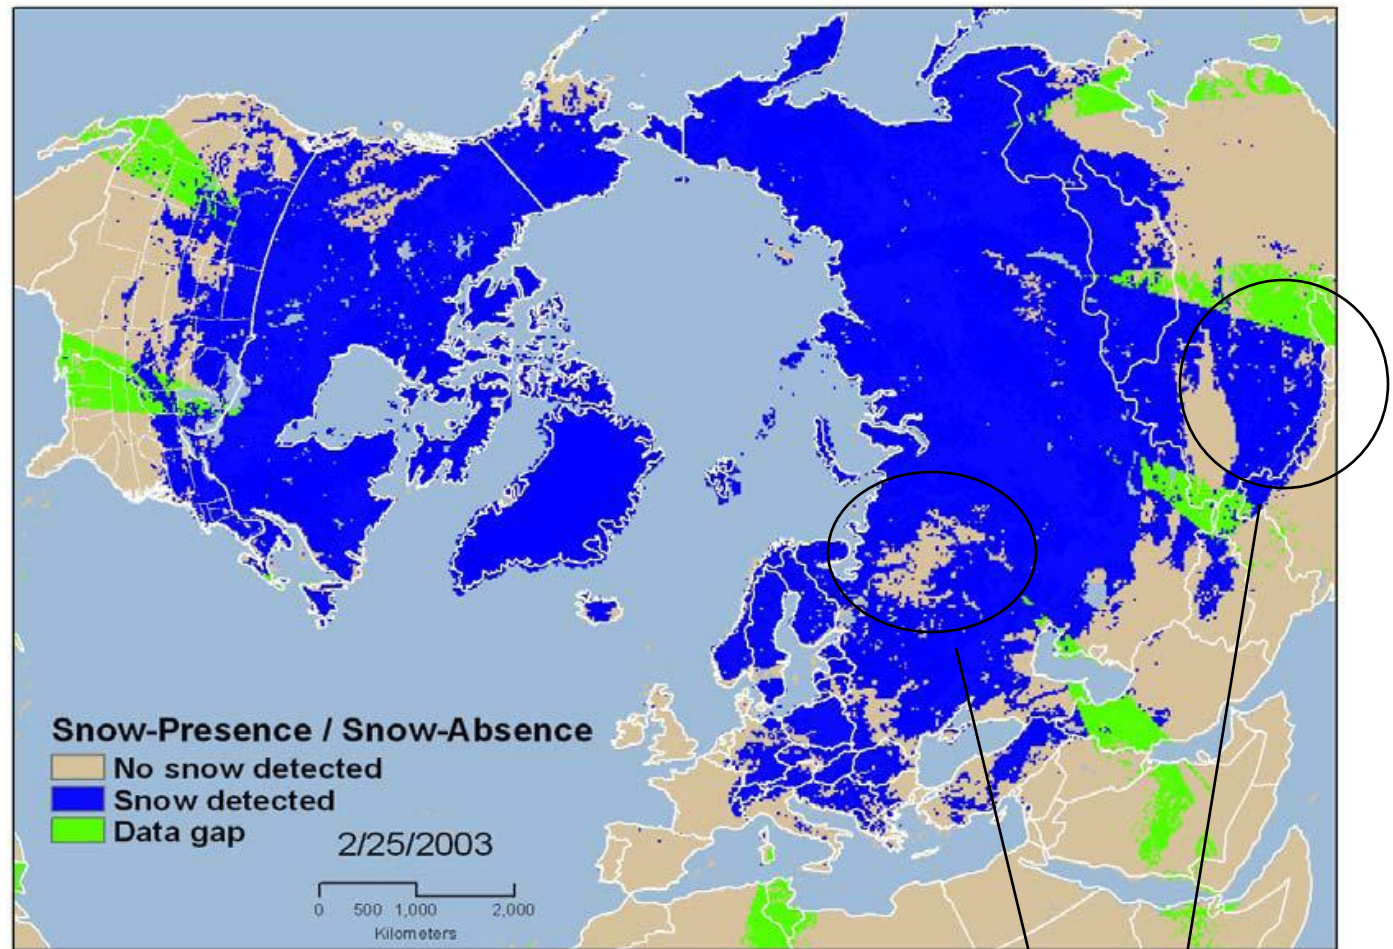 Snow-Presence / Snow-Absence
No snow detected
Snow detected
Data gap
2/25/2003
0 500 1,000 2,000
Kilometers